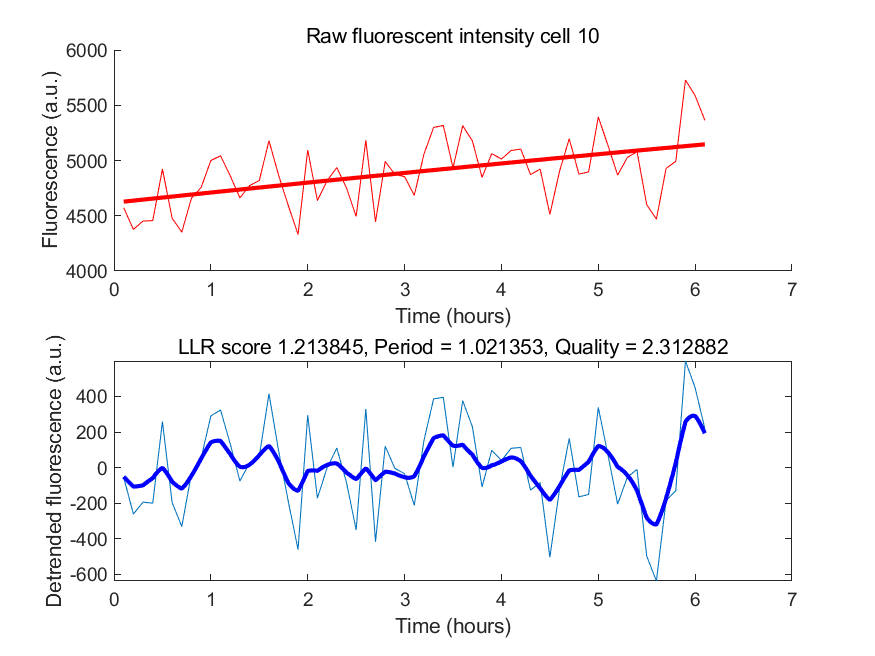 Raw fluorescent intensity cell 10
6000
5500
5000
4500
4000
Fluorescence (a.u.)
0 1 2 3 4 5 6 7
Time (hours)
LLR score 1.213845, Period = 1.021353, Quality = 2.312882
400
200
0
-200
-400
-600
Detrended fluorescence (a.u.)
0 1 2 3 4 5 6 7
Time (hours)